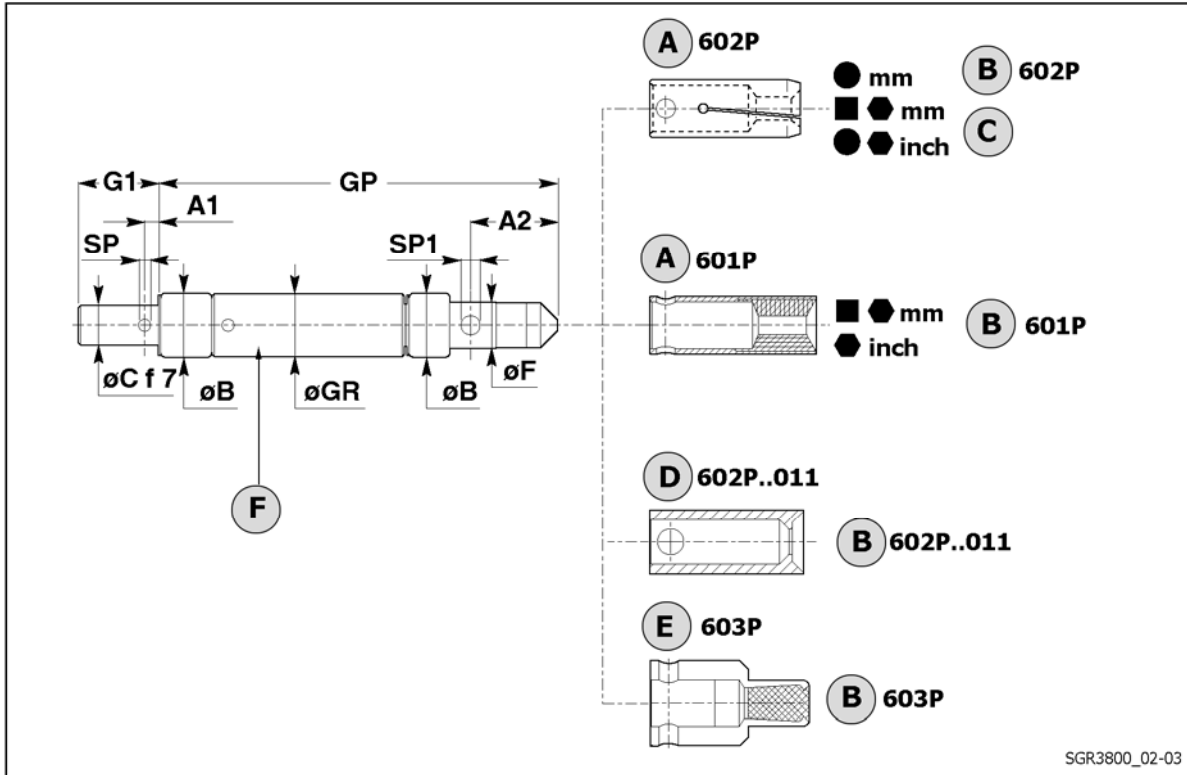 A 602P
mm
mm
inch
B 602P
C
G1 GP
A1 A2
SP SP1
øC f 7 øB øGR øB øF
F
A 601P
mm
inch
B 601P
D 602P..011
B 602P..011
E 603P
B 603P
SGR3800_02-03